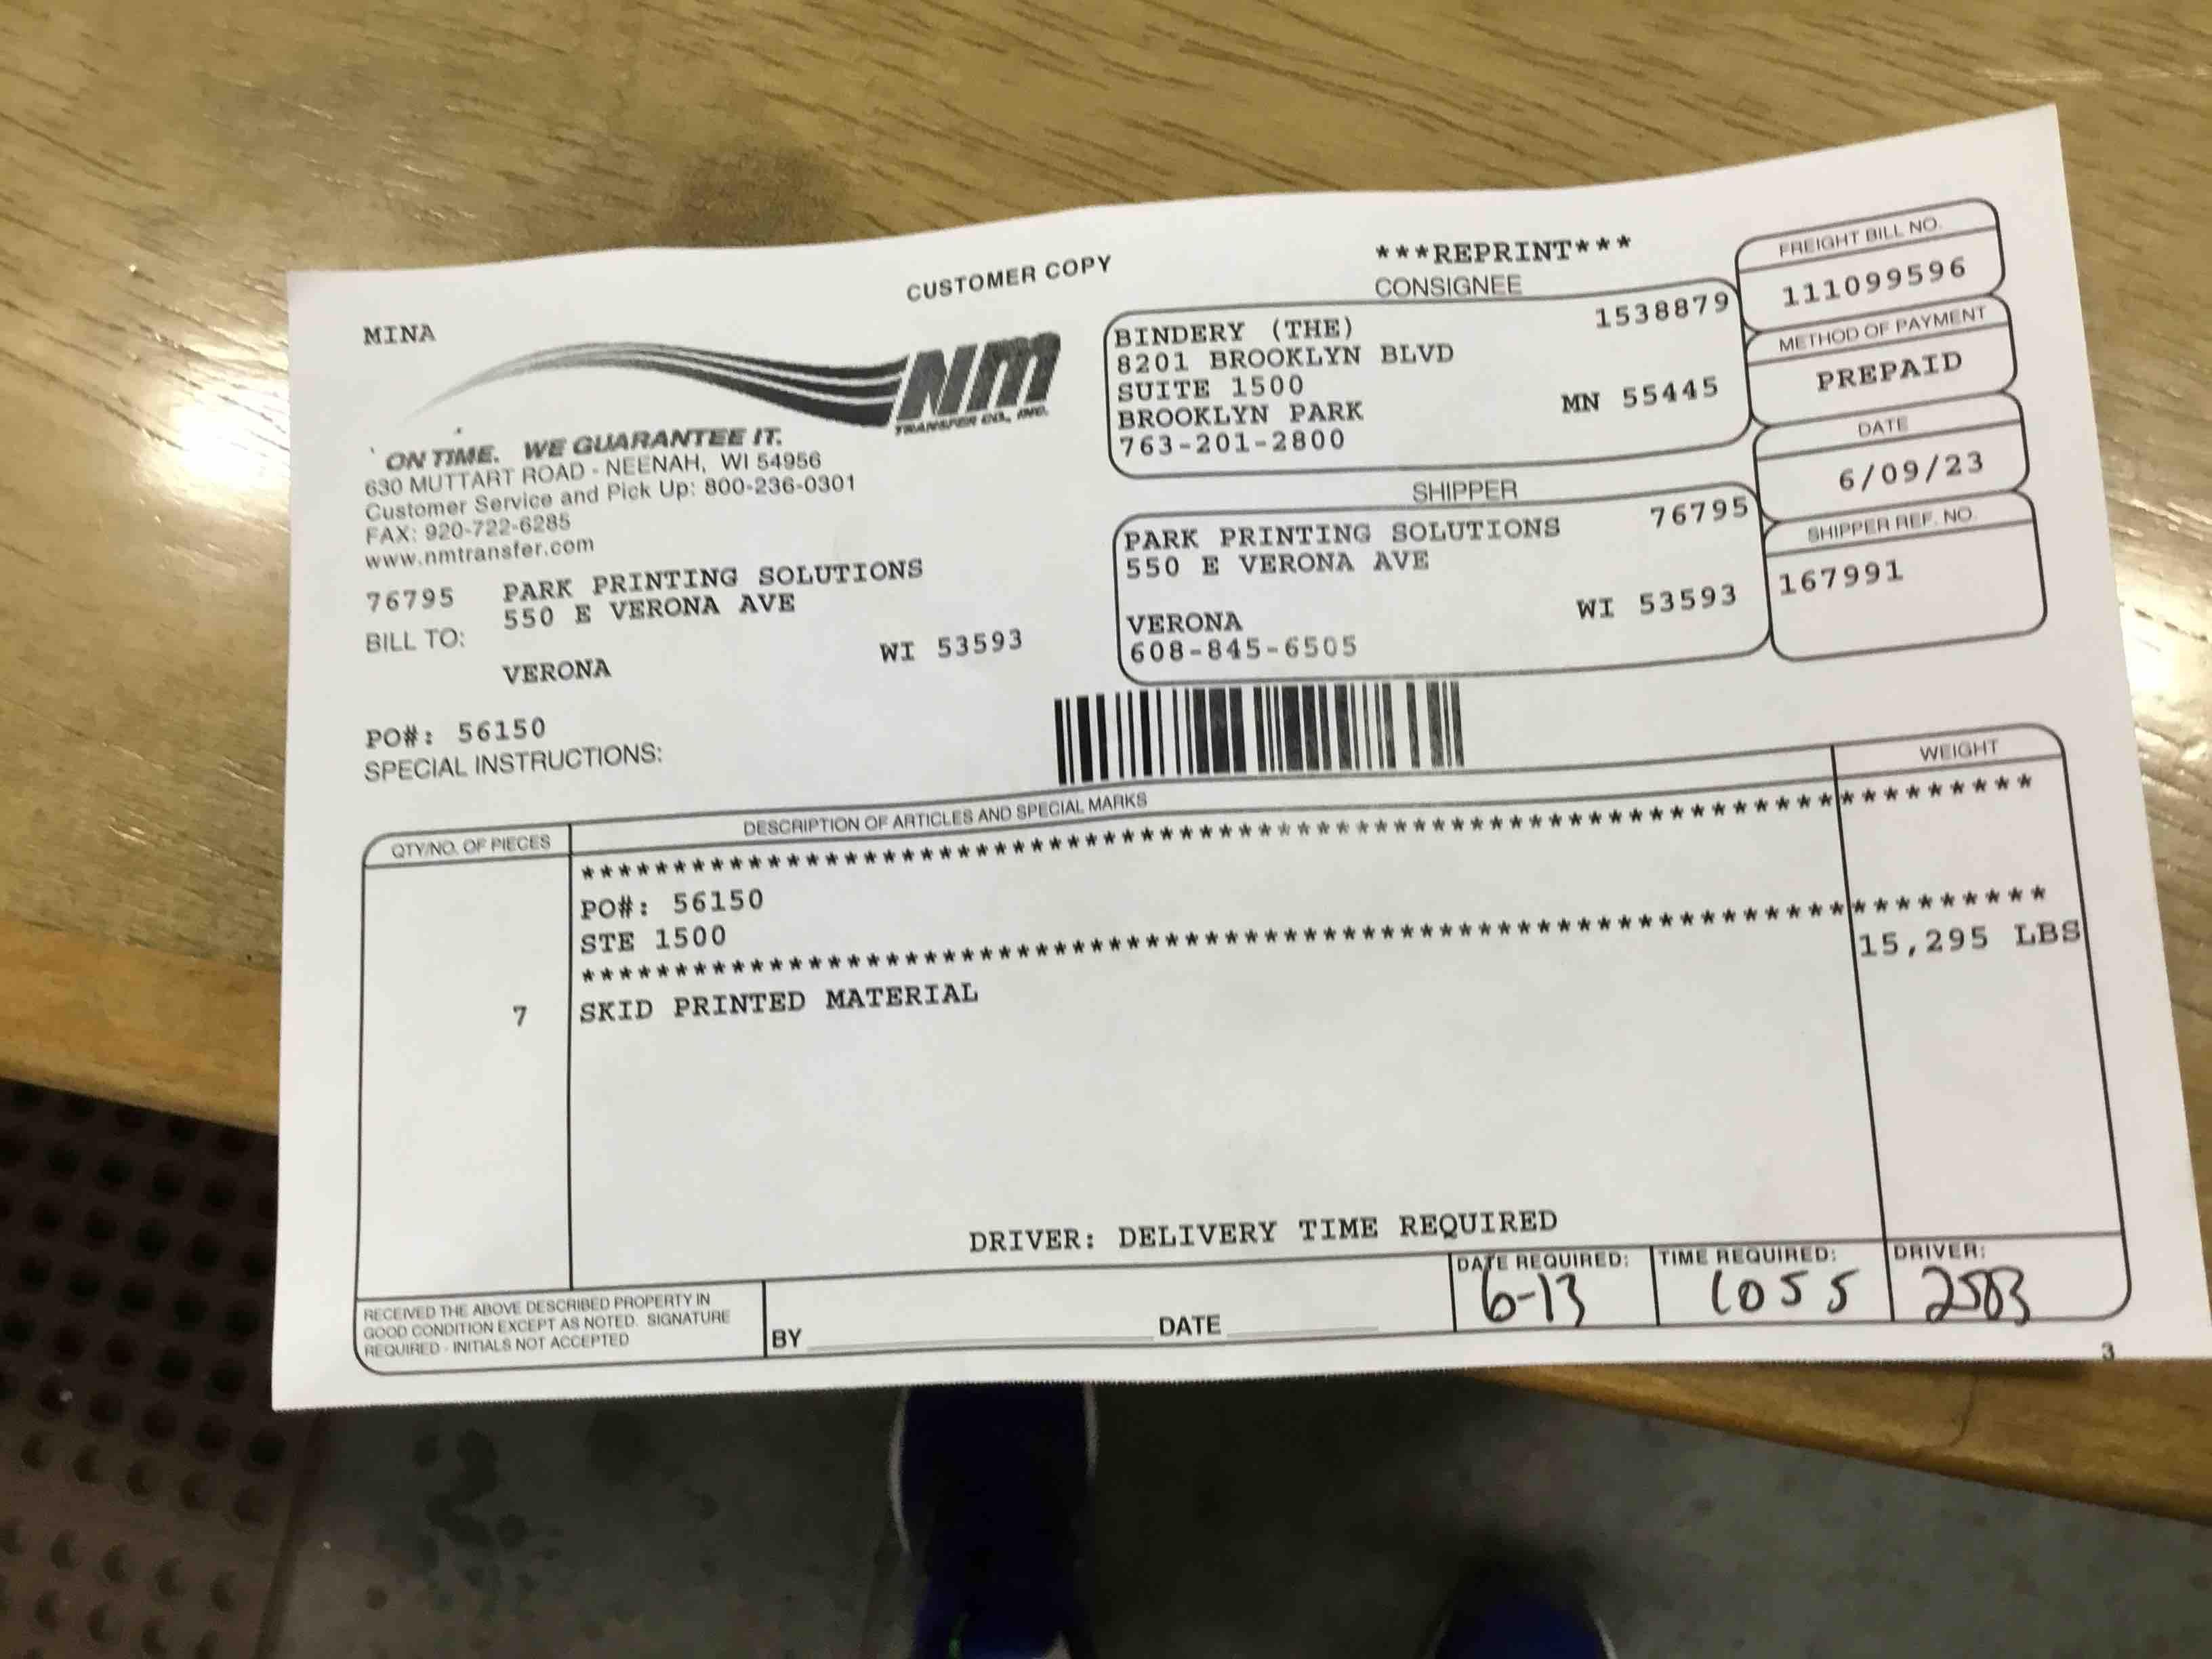 CUSTOMER COPY
***REPRINT***
MINA
NM
TRANSFER CO., INC.
ON TIME. WE GUARANTEE IT.
630 MUTTART ROAD - NEENAH, WI 54956
Customer Service and Pick Up: 800-236-0301
FAX: 920-722-6285
www.nmtransfer.com
CONSIGNEE
1538879
BINDERY (THE)
8201 BROOKLYN BLVD
SUITE 1500
BROOKLYN PARK MN 55445
763-201-2800
FREIGHT BILL NO.
111099596
METHOD OF PAYMENT
PREPAID
DATE
6/09/23
SHIPPER REF. NO.
167991
SHIPPER
76795
PARK PRINTING SOLUTIONS
550 E VERONA AVE
VERONA WI 53593
608-845-6505
76795 PARK PRINTING SOLUTIONS
550 E VERONA AVE
BILL TO:
VERONA WI 53593
PO#: 56150
SPECIAL INSTRUCTIONS:
QTY/NO. OF PIECES DESCRIPTION OF ARTICLES AND SPECIAL MARKS WEIGHT
PO#: 56150
STE 1500
7 SKID PRINTED MATERIAL 15,295 LBS
DRIVER: DELIVERY TIME REQUIRED
RECEIVED THE ABOVE DESCRIBED PROPERTY IN
GOOD CONDITION EXCEPT AS NOTED. SIGNATURE
REQUIRED - INITIALS NOT ACCEPTED
BY DATE
DATE REQUIRED:
6-13
TIME REQUIRED:
1055
DRIVER:
2503
3